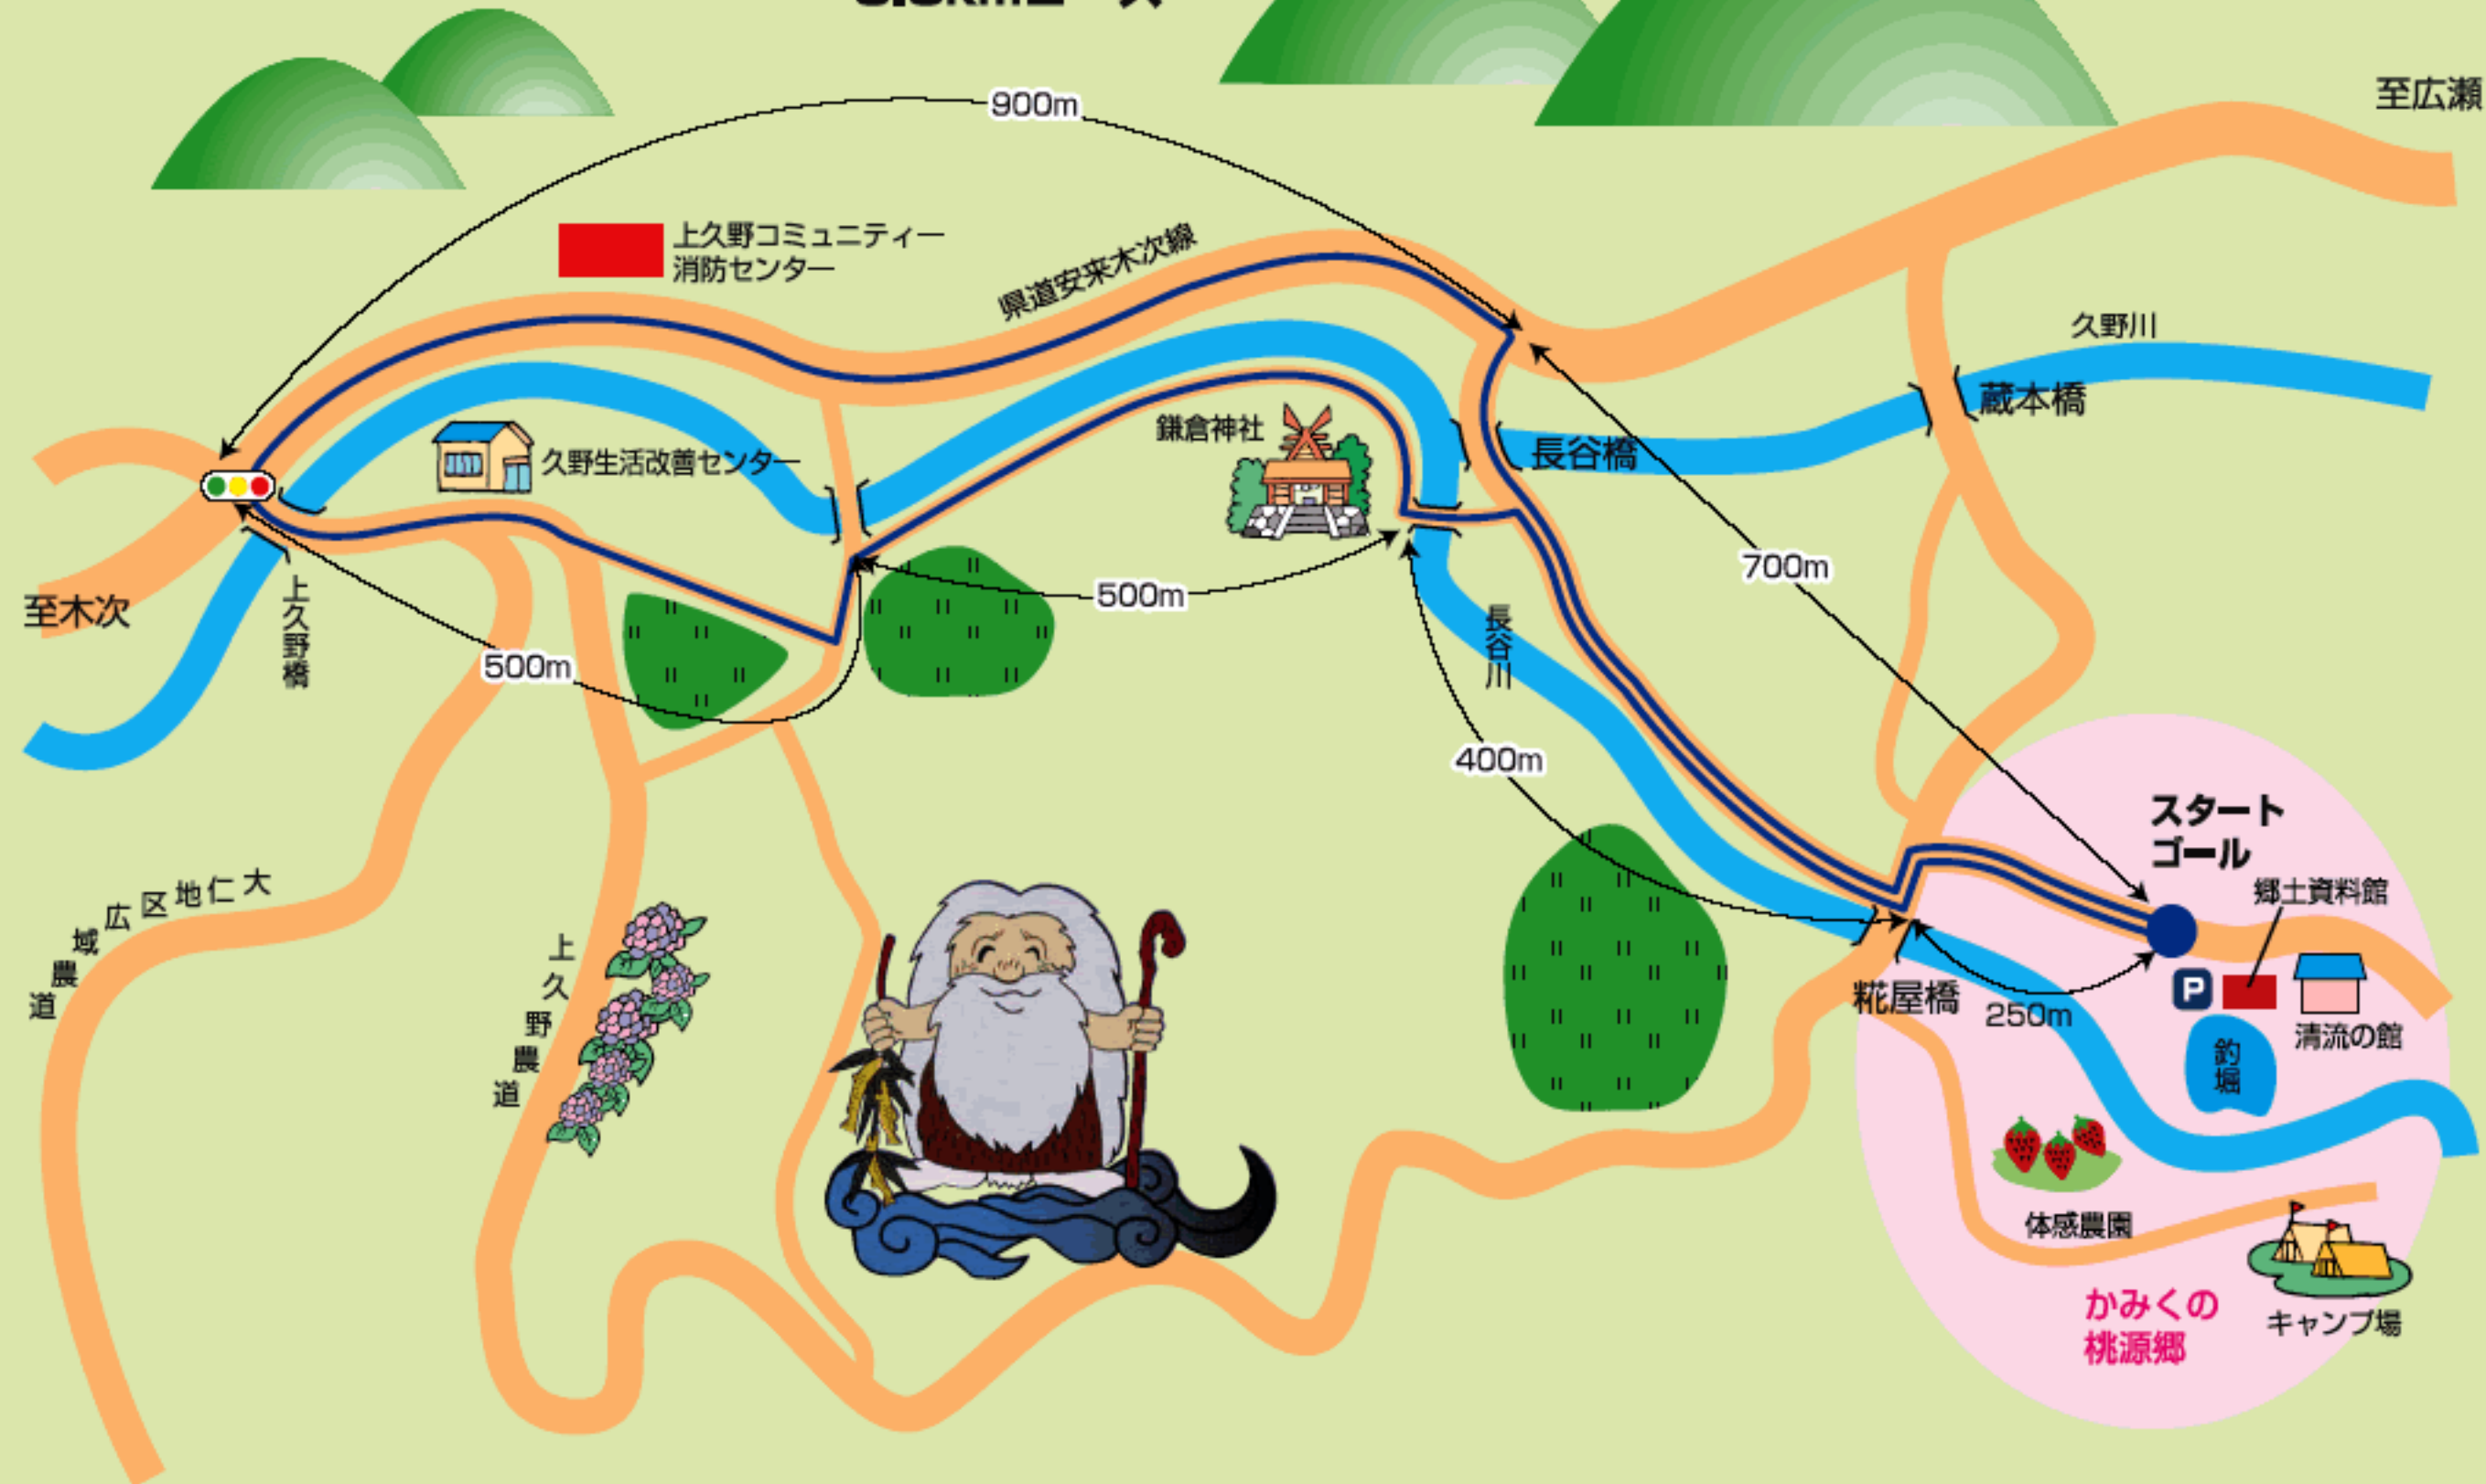 900m
至広瀬
上久野コミュニティー
消防センター
県道安来木次線
久野川
蔵本橋
鎌倉神社
長谷橋
久野生活改善センター
至木次
上久野橋
500m
500m
700m
長谷川
400m
スタート
ゴール
郷土資料館
大仁地区広域農道
上久野農道
糀屋橋
250m
P
清流の館
釣堀
体感農園
かみくの
桃源郷
キャンプ場